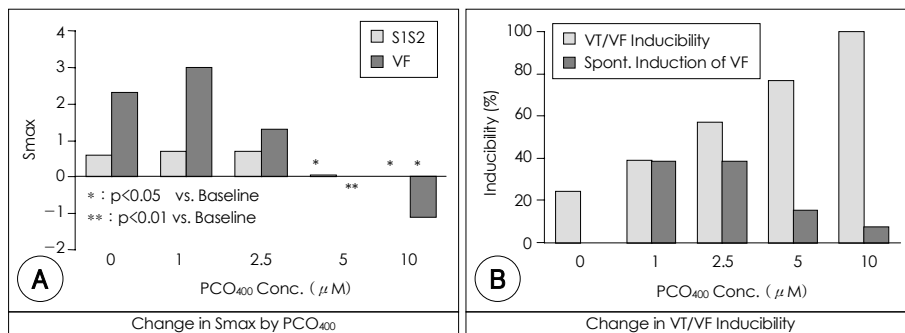 4
3
2
1
0
−1
−2
Smax
S1S2
VF
*
**
*
*
* : p<0.05 vs. Baseline
** : p<0.01 vs. Baseline
0 1 2.5 5 10
PCO₄₀₀ Conc. ( μ M)
A
Change in Smax by PCO₄₀₀
100
80
60
40
20
0
Inducibility (%)
VT/VF Inducibility
Spont. Induction of VF
0 1 2.5 5 10
PCO₄₀₀ Conc. ( μ M)
B
Change in VT/VF Inducibility